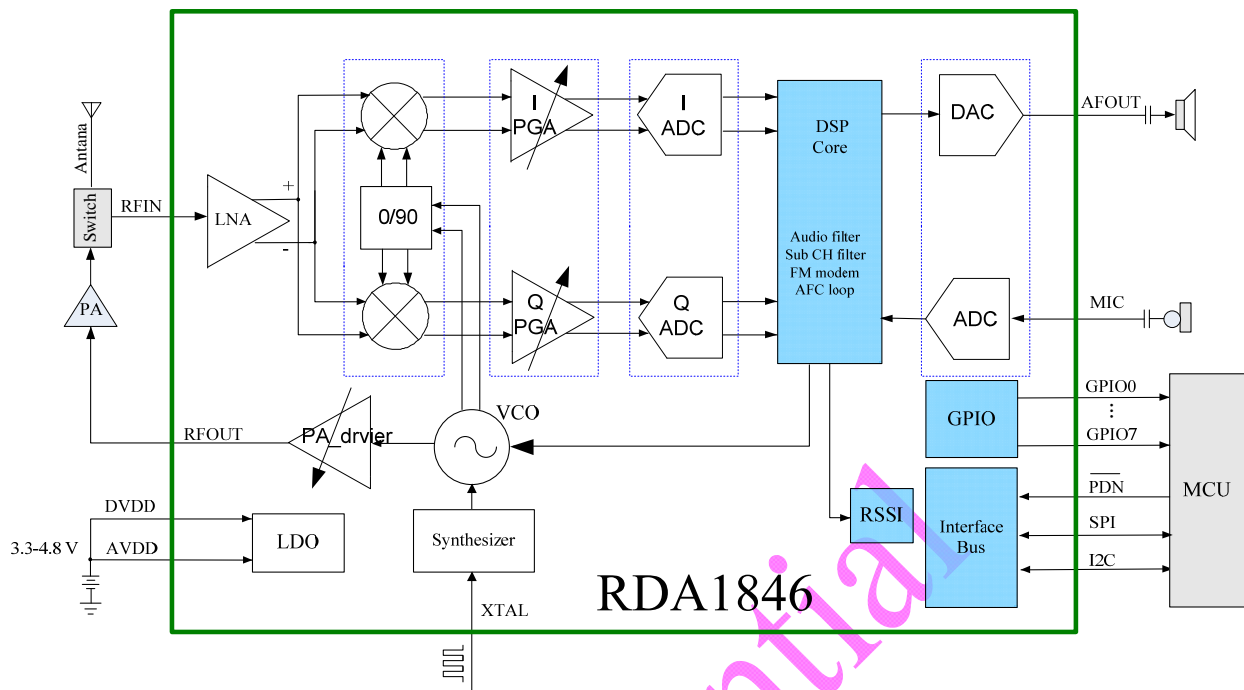 Antana
Switch
RFIN
PA
LNA
+
-
0/90
I
PGA
I
ADC
Q
PGA
Q
ADC
DSP
Core
Audio filter
Sub CH filter
FM modem
AFC loop
DAC
AFOUT
ADC
MIC
VCO
PA_drvier
RFOUT
DVDD
3.3-4.8 V
AVDD
LDO
Synthesizer
XTAL
RSSI
GPIO
GPIO0
⋮
GPIO7
Interface
Bus
PDN
SPI
I2C
MCU
RDA1846
ntial